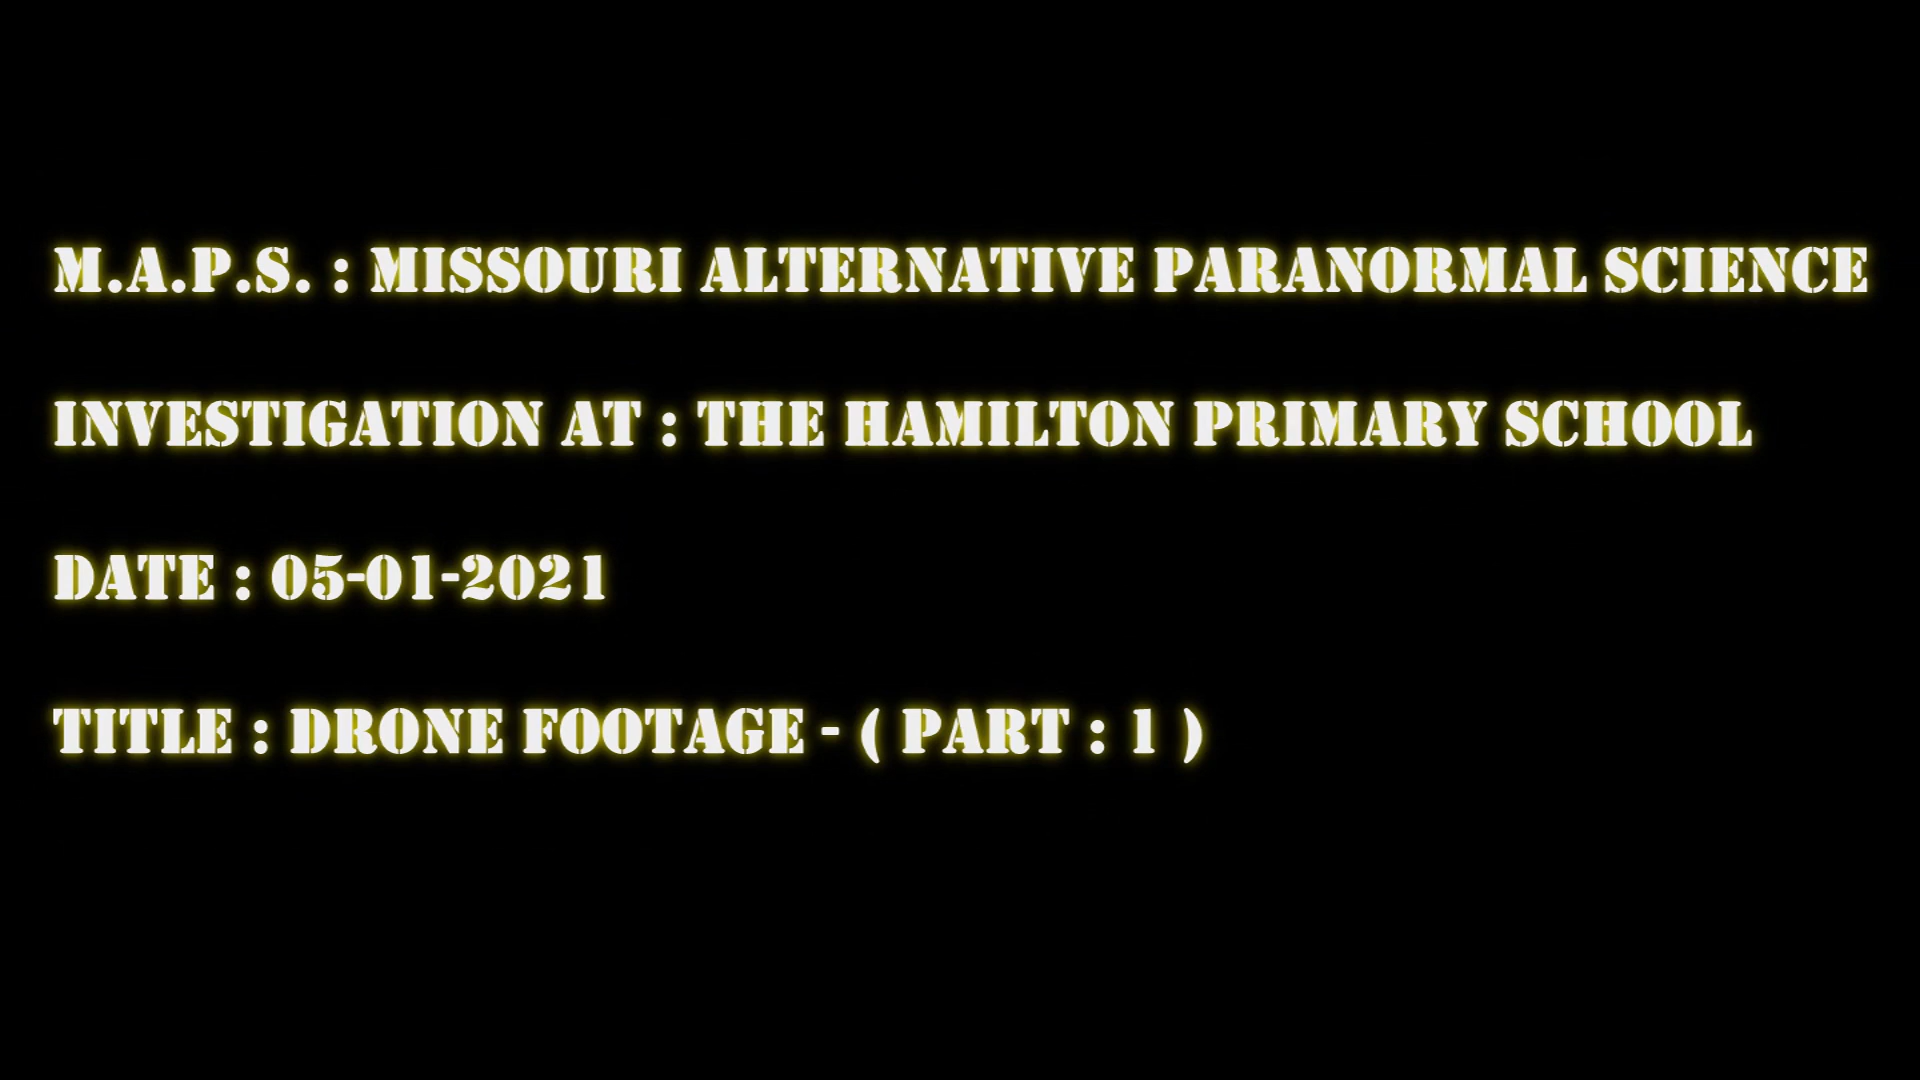 M.A.P.S. : MISSOURI ALTERNATIVE PARANORMAL SCIENCE
INVESTIGATION AT : THE HAMILTON PRIMARY SCHOOL
DATE : 05-01-2021
TITLE : DRONE FOOTAGE - ( PART : 1 )